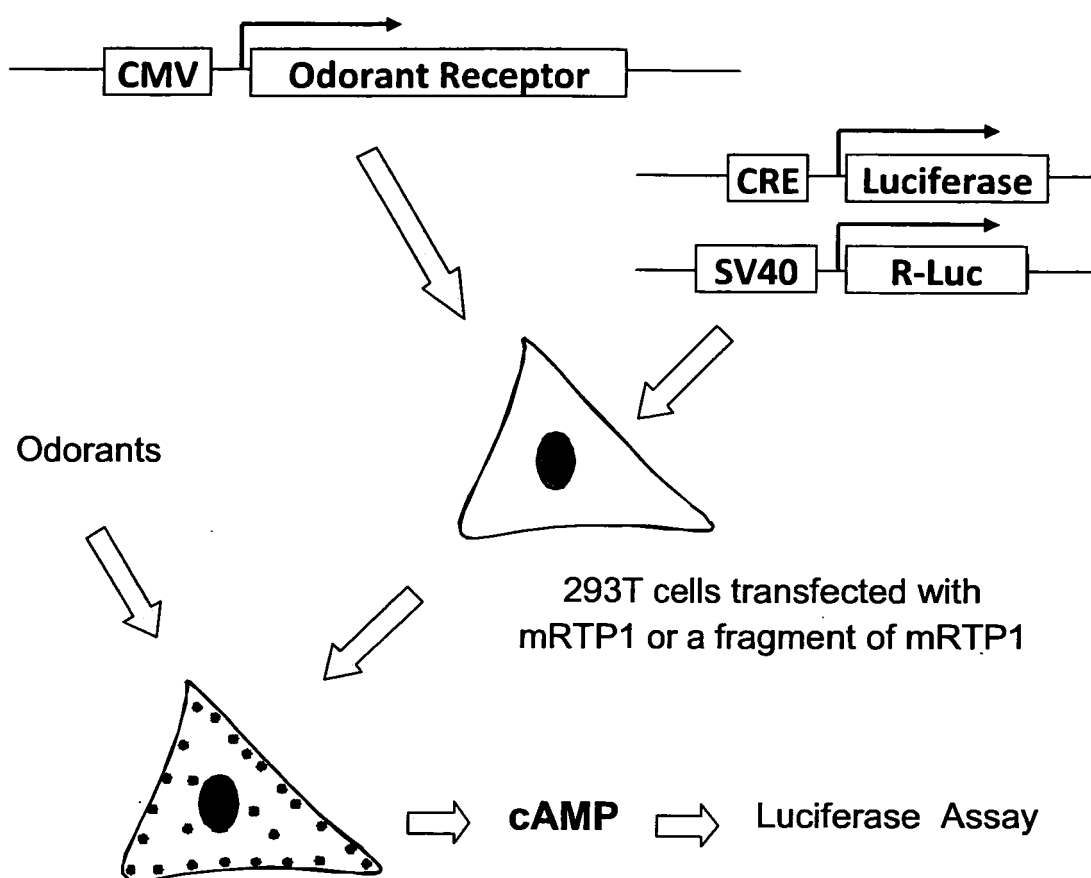 CMV Odorant Receptor
CRE Luciferase
SV40 R-Luc
Odorants
293T cells transfected with
mRTP1 or a fragment of mRTP1
cAMP Luciferase Assay